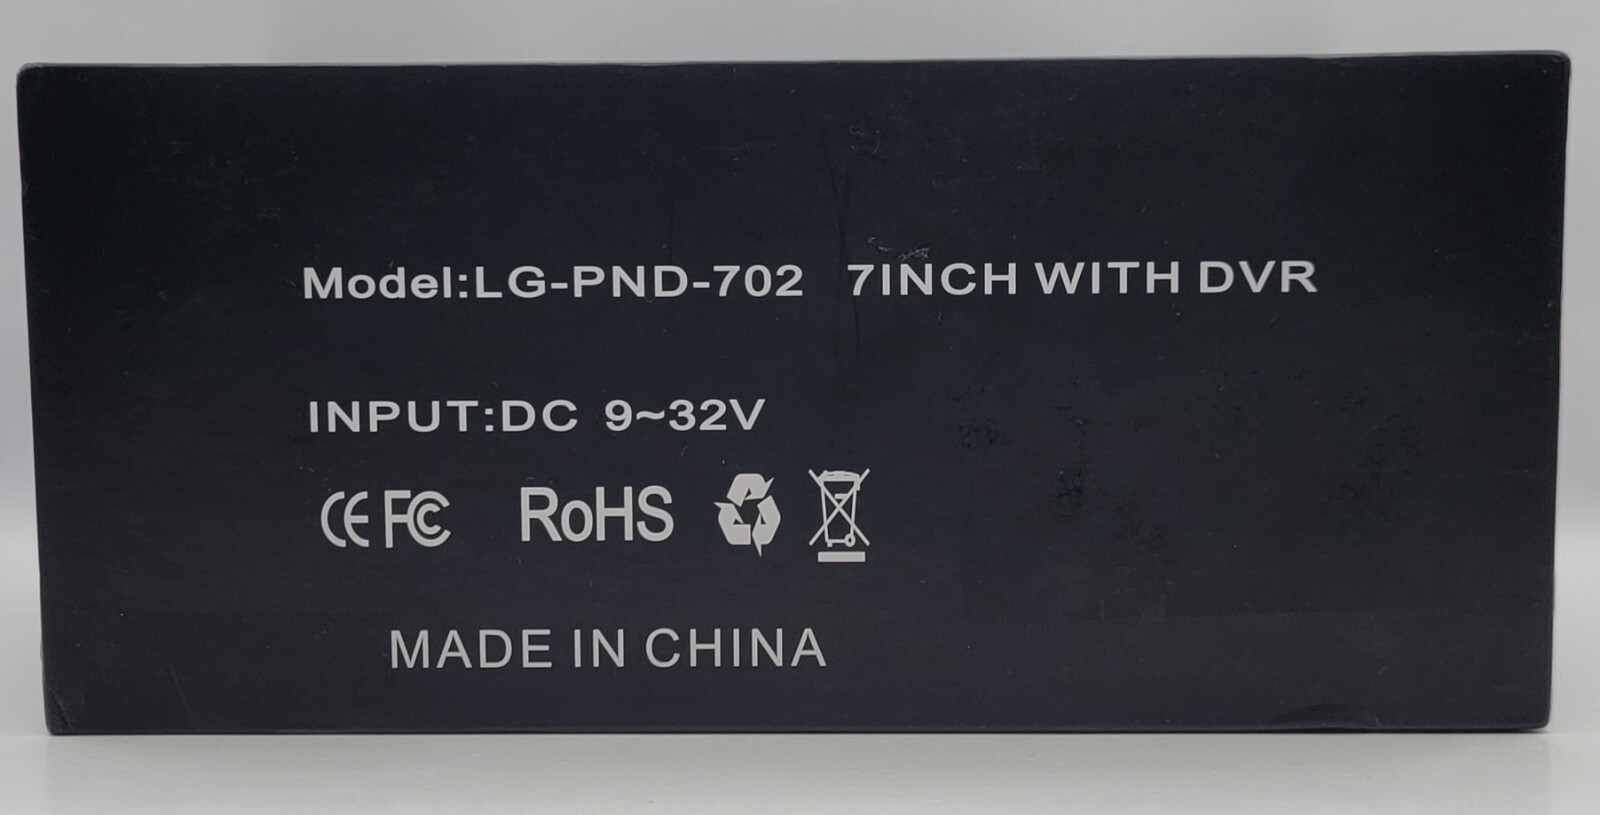 Model:LG-PND-702 7INCH WITH DVR
INPUT:DC 9~32V
CE FC RoHS
MADE IN CHINA